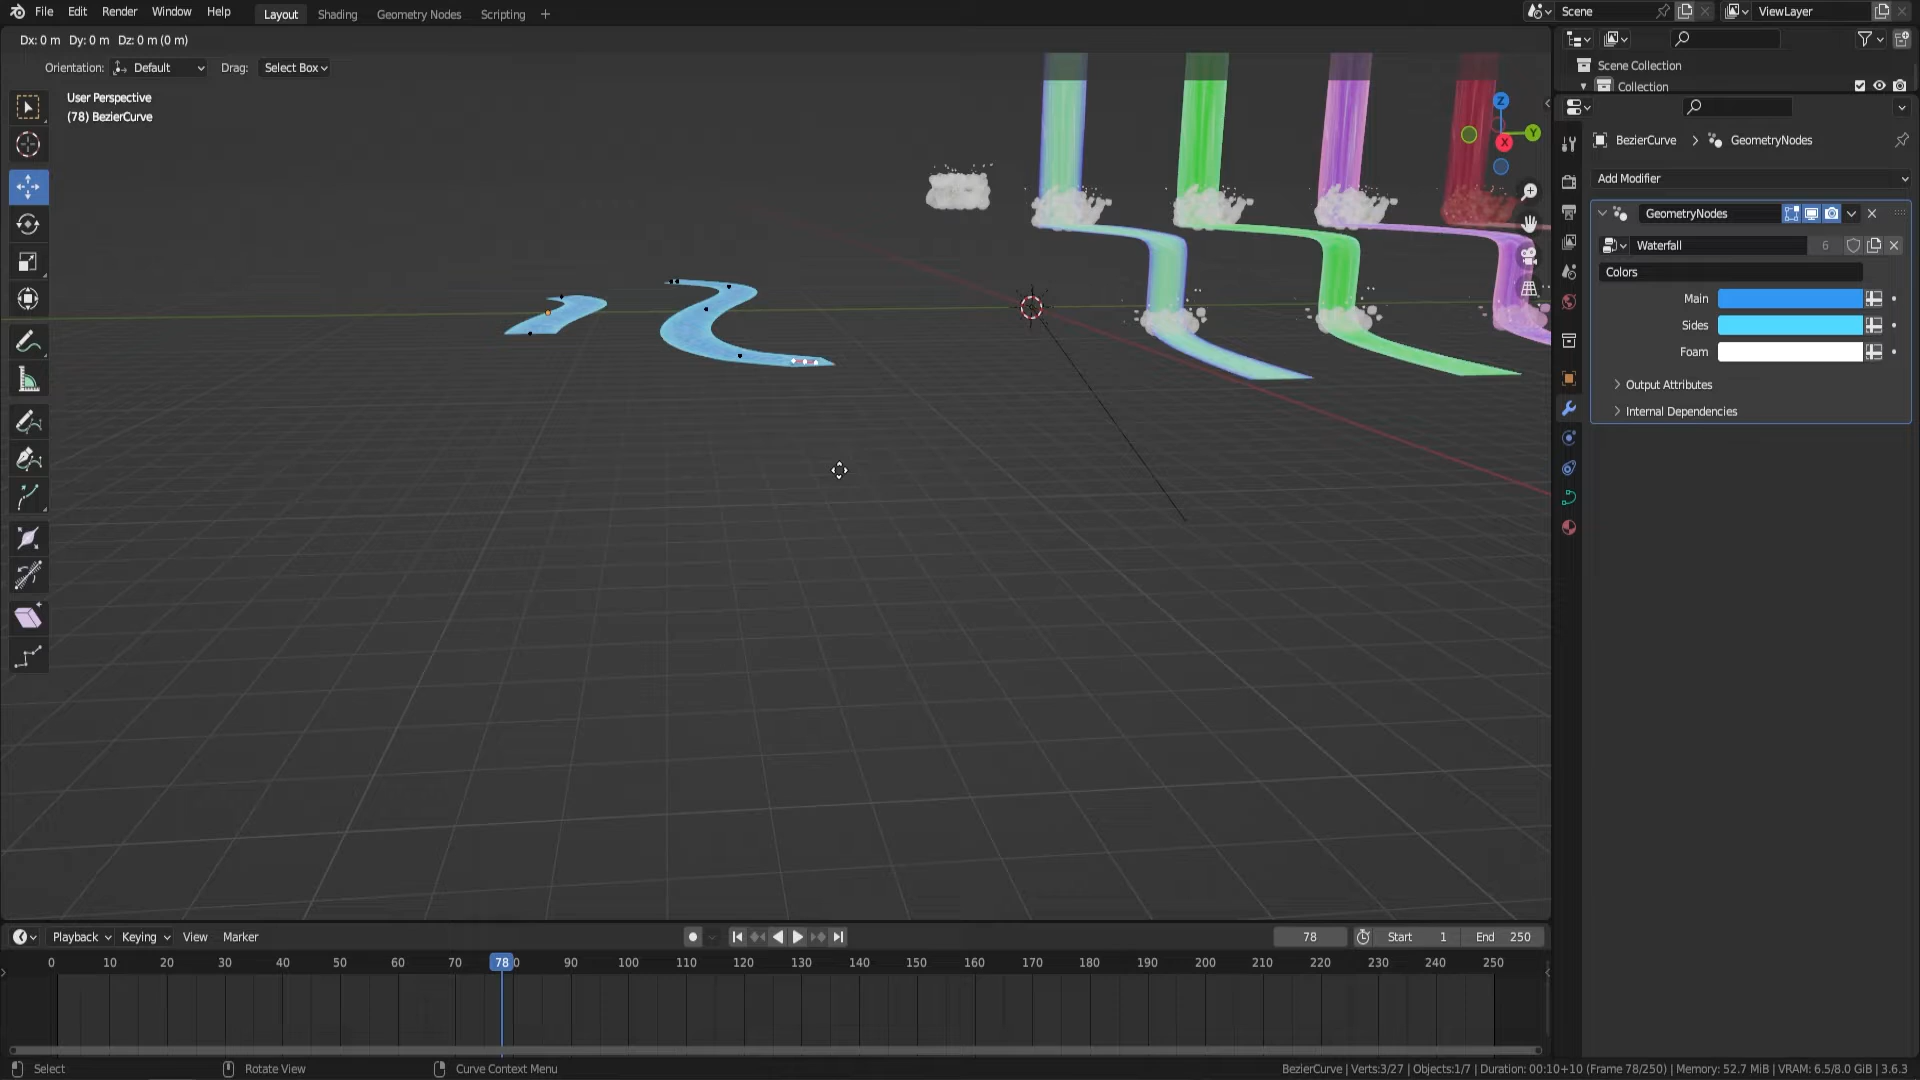 File Edit Render Window Help Layout Shading Geometry Nodes Scripting + Scene ViewLayer
Dx: 0 m Dy: 0 m Dz: 0 m (0 m)
Orientation: Default Drag: Select Box
User Perspective
(78) BezierCurve
Z
Y
X
Scene Collection
Collection
BezierCurve > GeometryNodes
Add Modifier
GeometryNodes
Waterfall 6
Colors
Main
Sides
Foam
Output Attributes
Internal Dependencies
Playback Keying View Marker 78 Start 1 End 250
0 10 20 30 40 50 60 70 78 0 90 100 110 120 130 140 150 160 170 180 190 200 210 220 230 240 250
Select Rotate View Curve Context Menu BezierCurve | Verts:3/27 | Objects:1/7 | Duration: 00:10+10 (Frame 78/250) | Memory: 52.7 MiB | VRAM: 6.5/8.0 GiB | 3.6.3